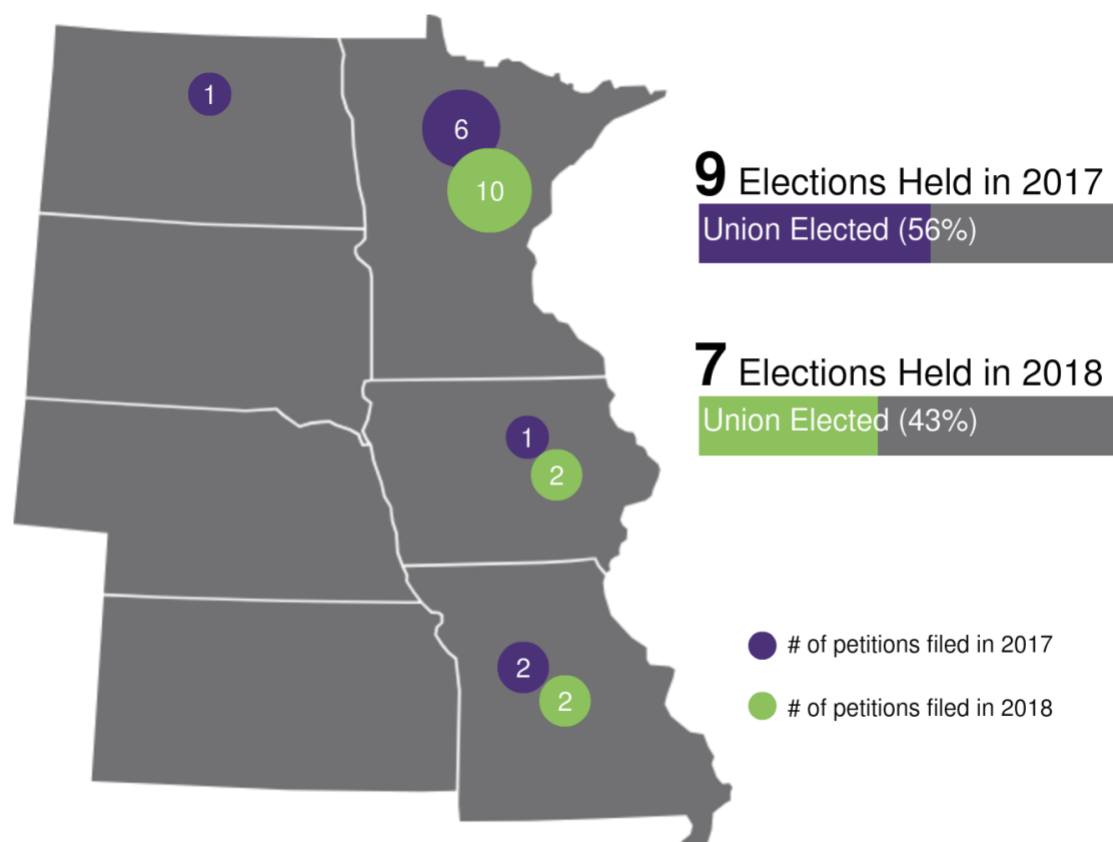 1
6
10
9 Elections Held in 2017
Union Elected (56%)
7 Elections Held in 2018
Union Elected (43%)
1
2
2
2
# of petitions filed in 2017
# of petitions filed in 2018